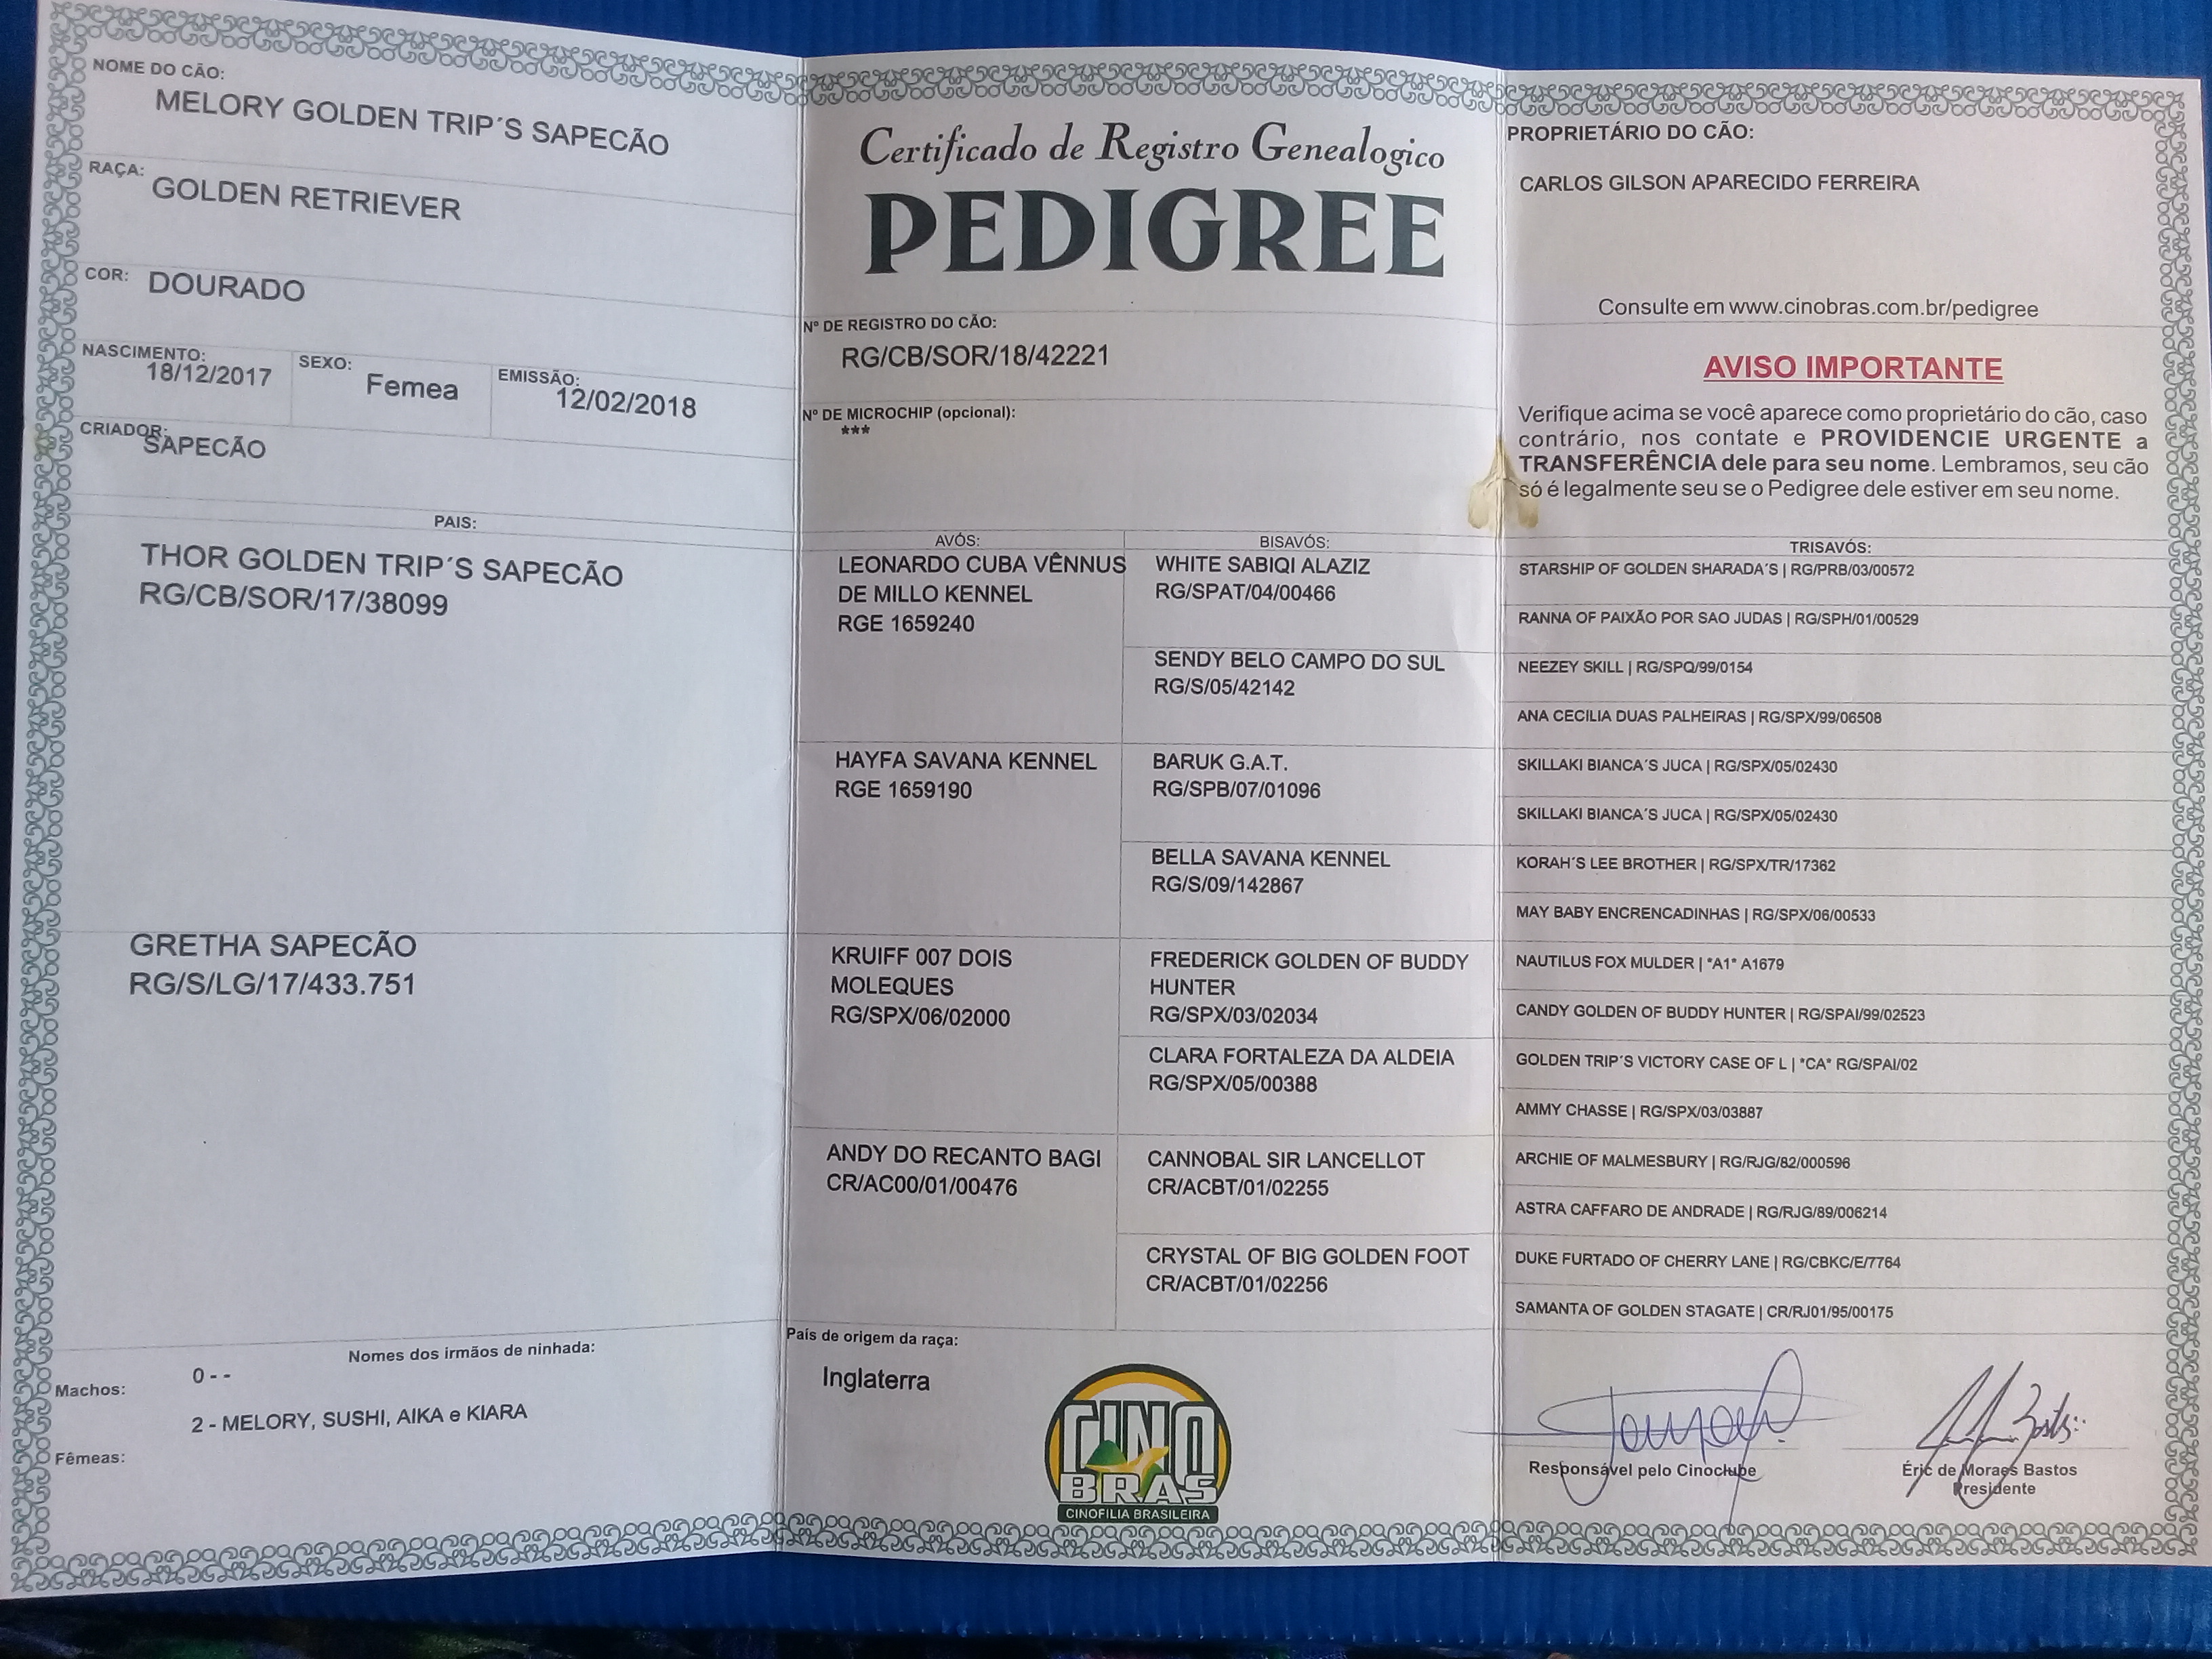 NOME DO CÃO:
MELORY GOLDEN TRIP´S SAPECÃO
RAÇA:
GOLDEN RETRIEVER
COR: DOURADO
NASCIMENTO:
18/12/2017
SEXO:
Femea
EMISSÃO:
12/02/2018
CRIADOR:
SAPECÃO
PAIS:
THOR GOLDEN TRIP´S SAPECÃO
RG/CB/SOR/17/38099
GRETHA SAPECÃO
RG/S/LG/17/433.751
Nomes dos irmãos de ninhada:
Machos:
0 - -
2 - MELORY, SUSHI, AIKA e KIARA
Fêmeas:
Certificado de Registro Genealogico
PEDIGREE
Nº DE REGISTRO DO CÃO:
RG/CB/SOR/18/42221
Nº DE MICROCHIP (opcional):
***
AVÓS:
LEONARDO CUBA VÊNNUS
DE MILLO KENNEL
RGE 1659240
HAYFA SAVANA KENNEL
RGE 1659190
KRUIFF 007 DOIS
MOLEQUES
RG/SPX/06/02000
ANDY DO RECANTO BAGI
CR/AC00/01/00476
BISAVÓS:
WHITE SABIQI ALAZIZ
RG/SPAT/04/00466
SENDY BELO CAMPO DO SUL
RG/S/05/42142
BARUK G.A.T.
RG/SPB/07/01096
BELLA SAVANA KENNEL
RG/S/09/142867
FREDERICK GOLDEN OF BUDDY
HUNTER
RG/SPX/03/02034
CLARA FORTALEZA DA ALDEIA
RG/SPX/05/00388
CANNOBAL SIR LANCELLOT
CR/ACBT/01/02255
CRYSTAL OF BIG GOLDEN FOOT
CR/ACBT/01/02256
País de origem da raça:
Inglaterra
CINO
BRAS
CINOFILIA BRASILEIRA
PROPRIETÁRIO DO CÃO:
CARLOS GILSON APARECIDO FERREIRA
Consulte em www.cinobras.com.br/pedigree
AVISO IMPORTANTE
Verifique acima se você aparece como proprietário do cão, caso
contrário, nos contate e PROVIDENCIE URGENTE a
TRANSFERÊNCIA dele para seu nome. Lembramos, seu cão
só é legalmente seu se o Pedigree dele estiver em seu nome.
TRISAVÓS:
STARSHIP OF GOLDEN SHARADA´S | RG/PRB/03/00572
RANNA OF PAIXÃO POR SAO JUDAS | RG/SPH/01/00529
NEEZEY SKILL | RG/SPQ/99/0154
ANA CECILIA DUAS PALHEIRAS | RG/SPX/99/06508
SKILLAKI BIANCA´S JUCA | RG/SPX/05/02430
SKILLAKI BIANCA´S JUCA | RG/SPX/05/02430
KORAH´S LEE BROTHER | RG/SPX/TR/17362
MAY BABY ENCRENCADINHAS | RG/SPX/06/00533
NAUTILUS FOX MULDER | *A1* A1679
CANDY GOLDEN OF BUDDY HUNTER | RG/SPAI/99/02523
GOLDEN TRIP´S VICTORY CASE OF L | *CA* RG/SPAI/02
AMMY CHASSE | RG/SPX/03/03887
ARCHIE OF MALMESBURY | RG/RJG/82/000596
ASTRA CAFFARO DE ANDRADE | RG/RJG/89/006214
DUKE FURTADO OF CHERRY LANE | RG/CBKC/E/7764
SAMANTA OF GOLDEN STAGATE | CR/RJ01/95/00175
Responsável pelo Cinoclube
Éric de Moraes Bastos
Presidente